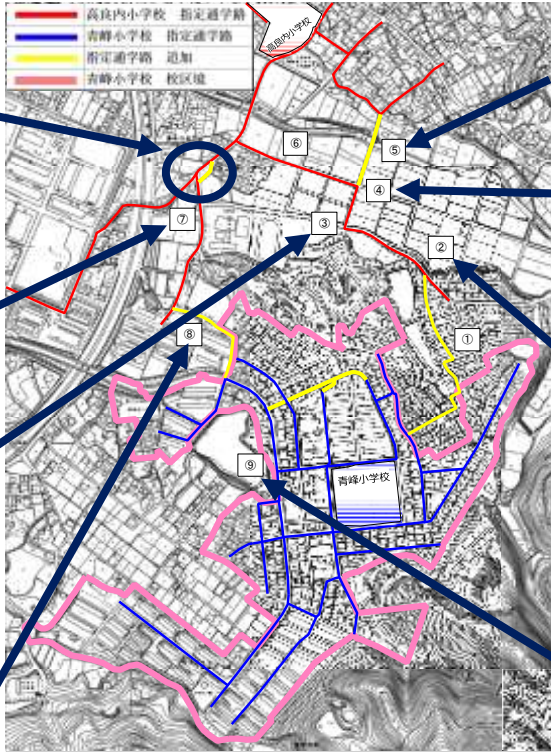 高良内小学校 指定通学路
青峰小学校 指定通学路
指定通学路 追加
青峰小学校 校区境
高良内小学校
⑥
⑤
④
⑦
③
②
⑧
①
⑨
青峰小学校